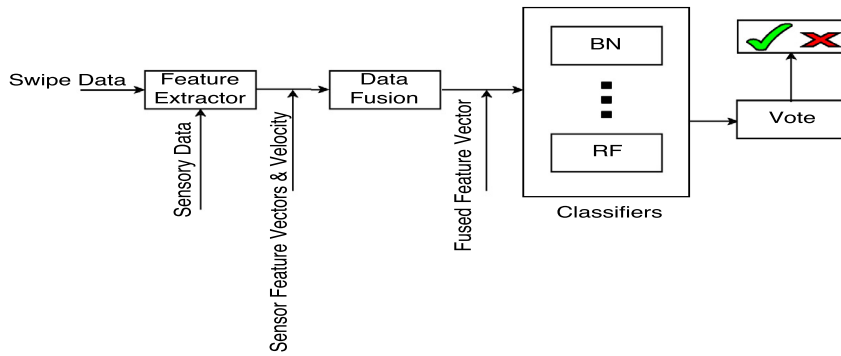 Swipe Data
Feature
Extractor
Sensory Data
Sensor Feature Vectors & Velocity
Data
Fusion
Fused Feature Vector
BN
RF
Classifiers
Vote